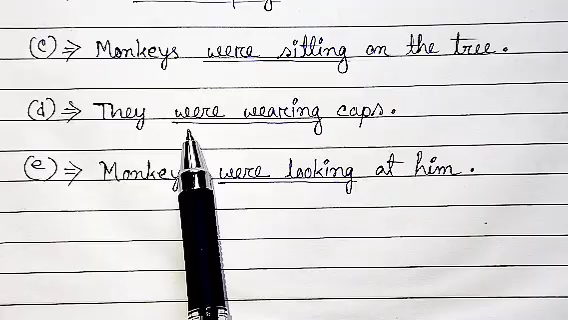 (c) ⇒ Monkeys were sitting on the tree.
(d) ⇒ They were wearing caps.
(e) ⇒ Monkey were looking at him.